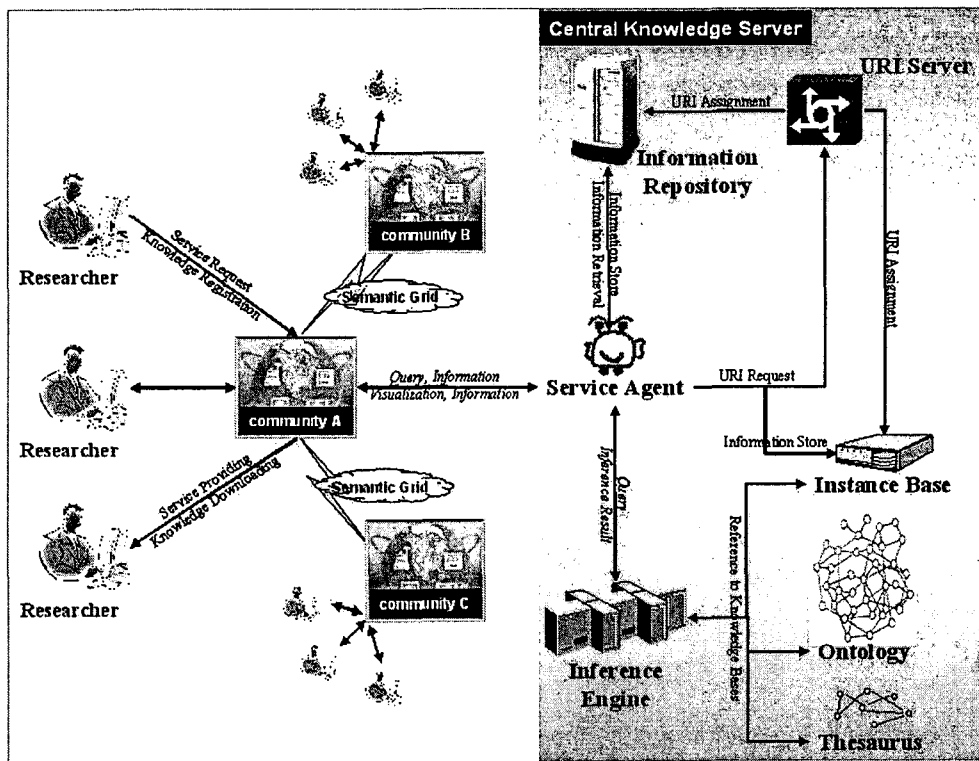 Central Knowledge Server
URI Server
URI Assignment
Information
Repository
URI Assignment
Information Store
Information Retrieval
Researcher
Service Request
Knowledge Registration
community B
Semantic Grid
Researcher
community A
Query, Information
Visualization, Information
Service Agent
URI Request
Information Store
Instance Base
Service Providing
Knowledge Downloading
Semantic Grid
Query
Inference Result
Reference to Knowledge Bases
Researcher
community C
Inference
Engine
Ontology
Thesaurus